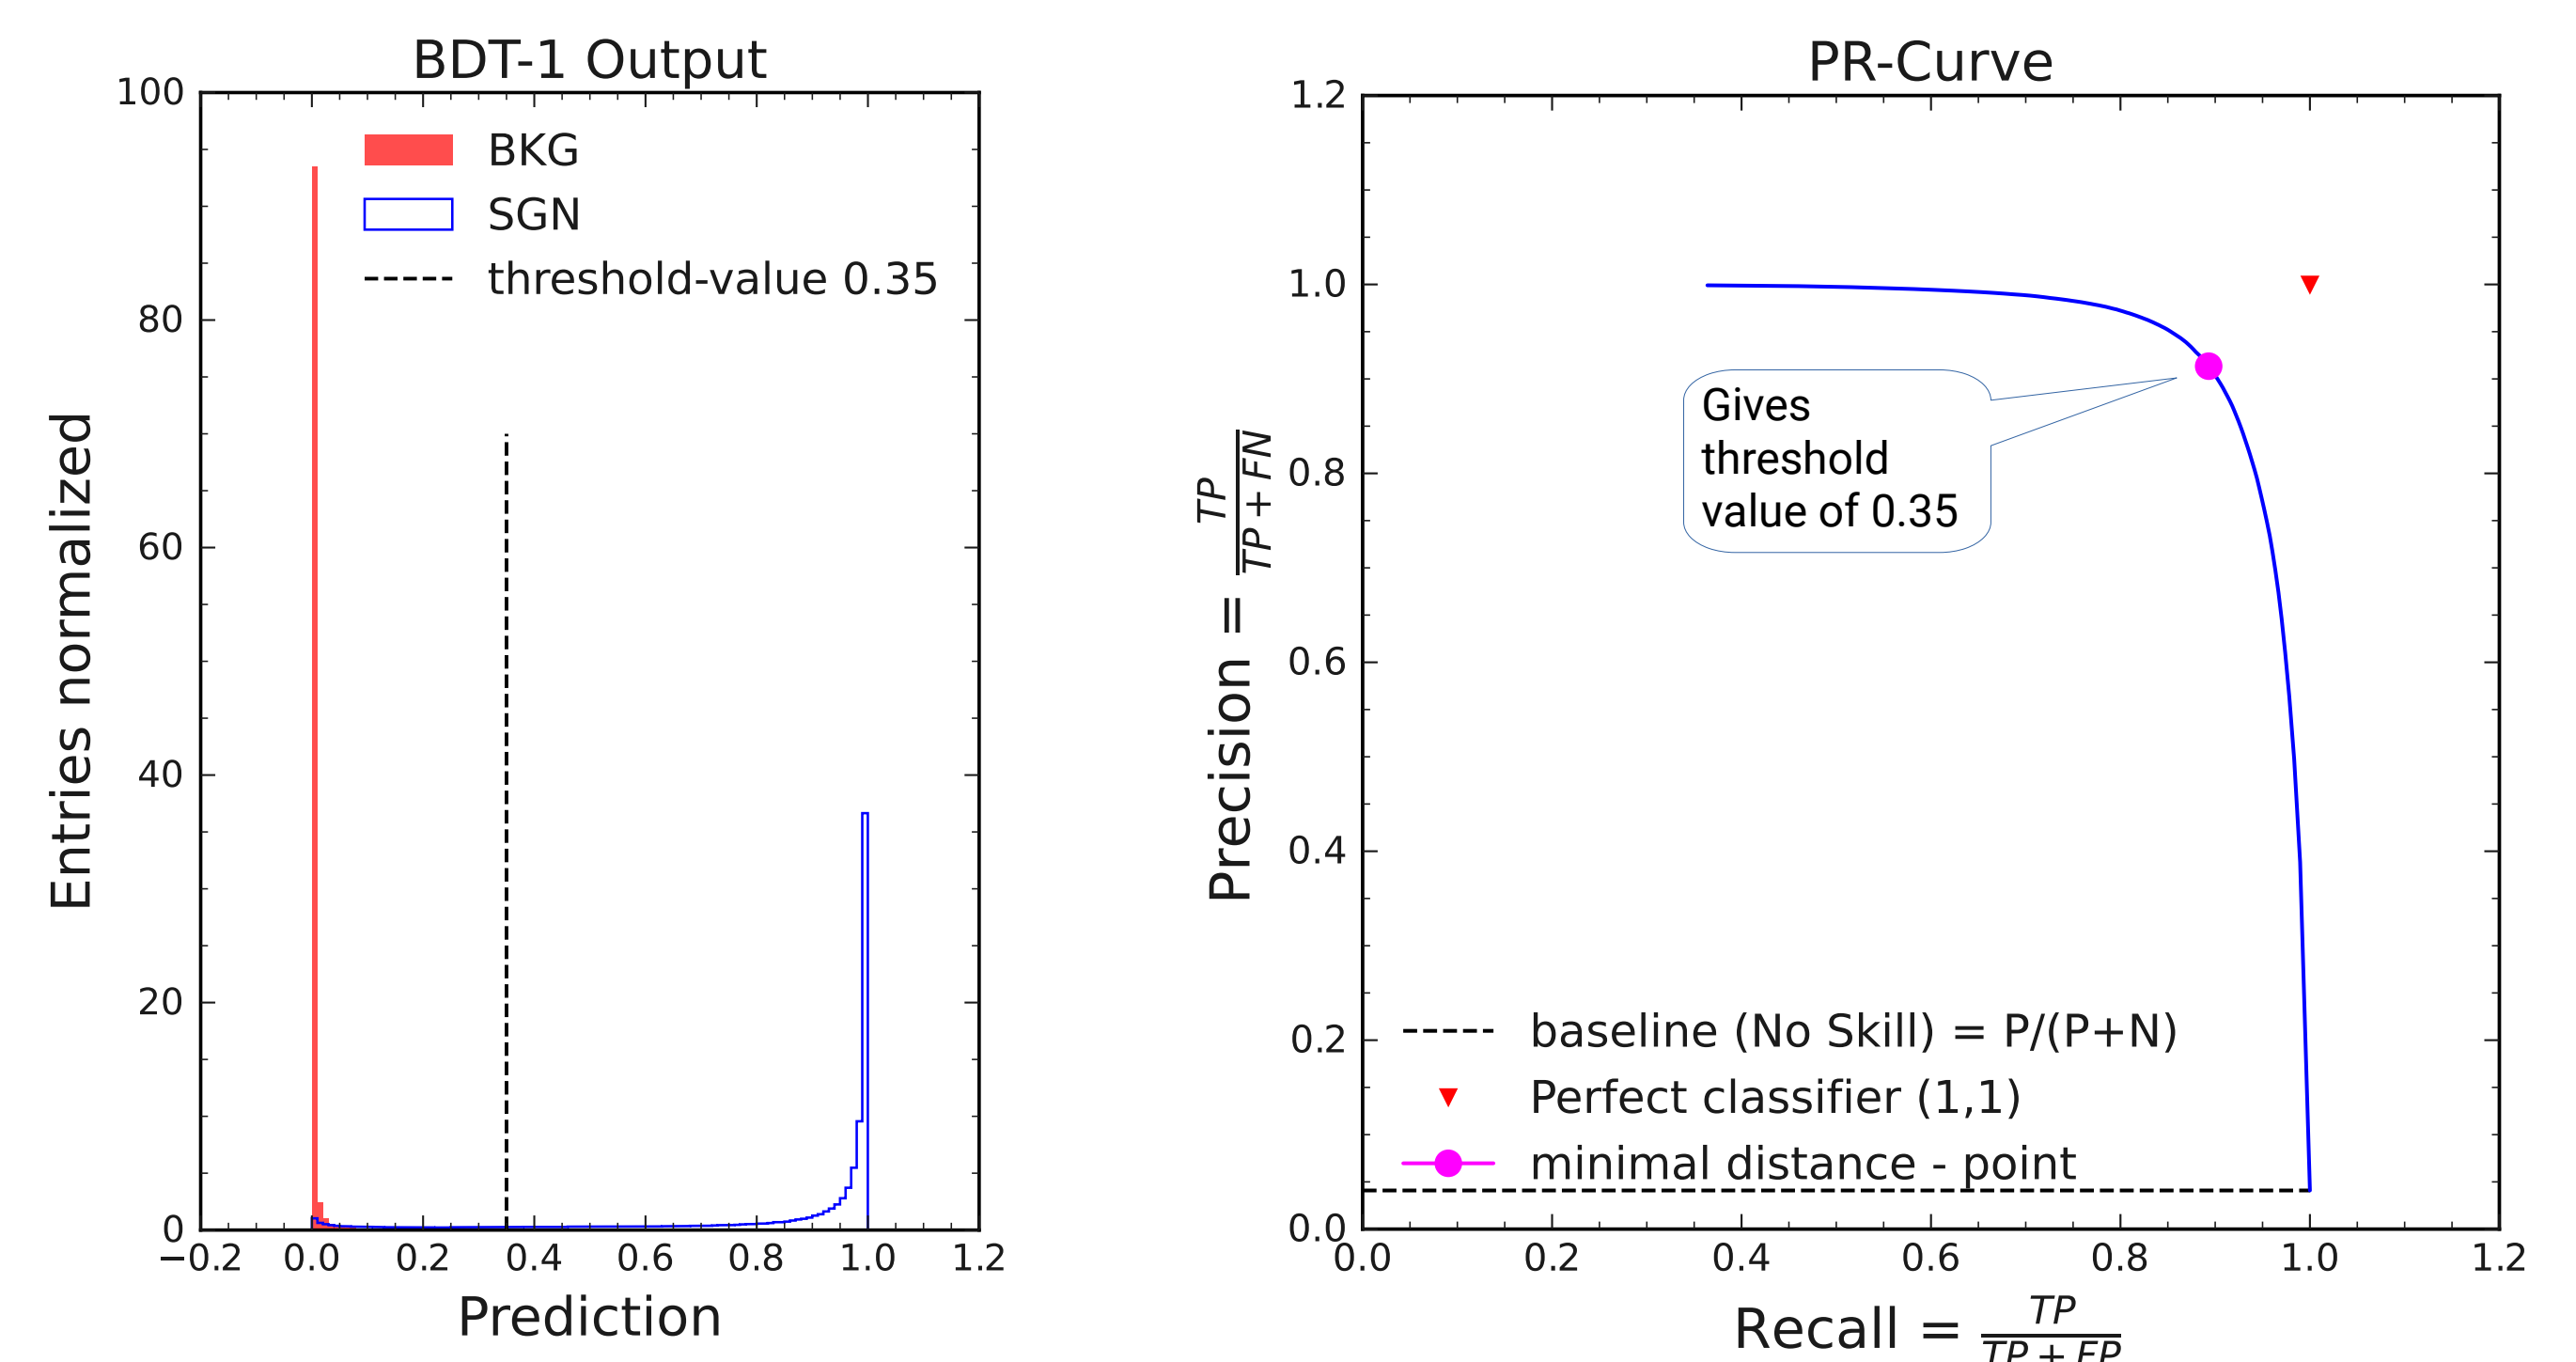 BDT-1 Output
100
80
60
40
20
0
Entries normalized
BKG
SGN
threshold-value 0.35
−0.2 0.0 0.2 0.4 0.6 0.8 1.0 1.2
Prediction
PR-Curve
1.2
1.0
0.8
0.6
0.4
0.2
0.0
Precision = TP / TP + FN
Gives
threshold
value of 0.35
baseline (No Skill) = P/(P+N)
Perfect classifier (1,1)
minimal distance - point
0.0 0.2 0.4 0.6 0.8 1.0 1.2
Recall = TP / TP + FP